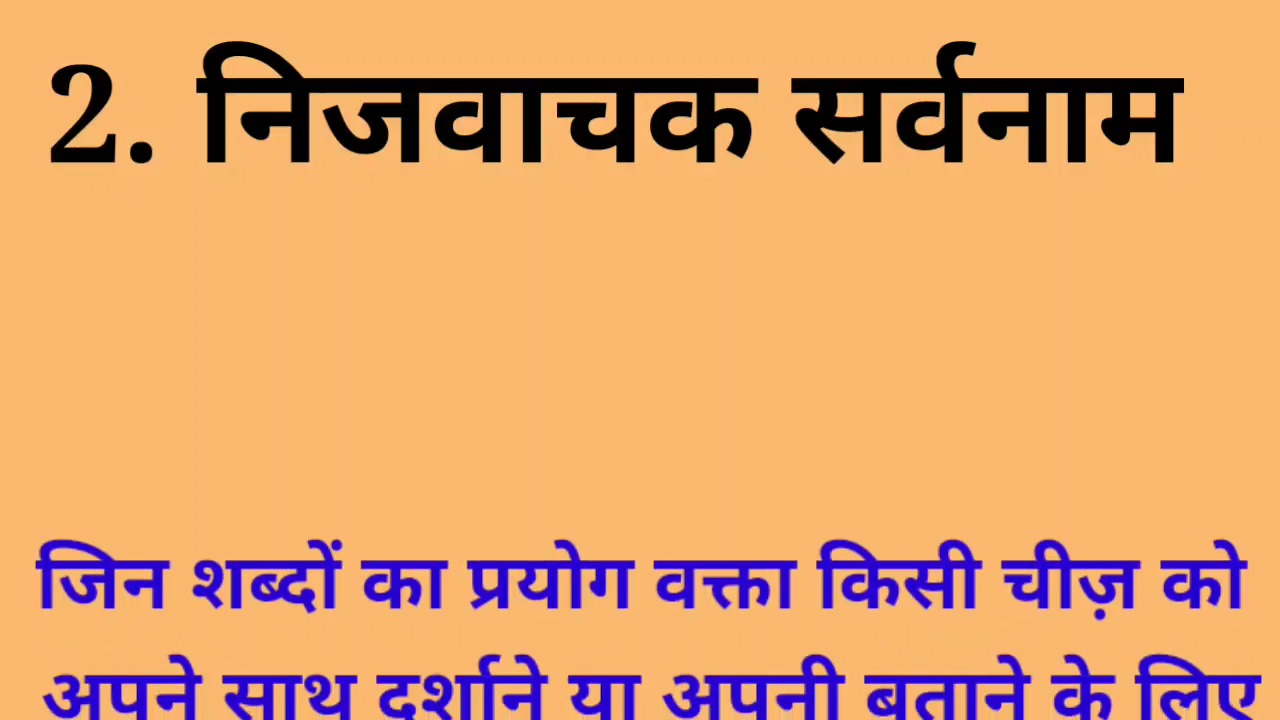 2. निजवाचक सर्वनाम
जिन शब्दों का प्रयोग वक्ता किसी चीज़ को
अपने साथ दर्शाने या अपनी बताने के लिए